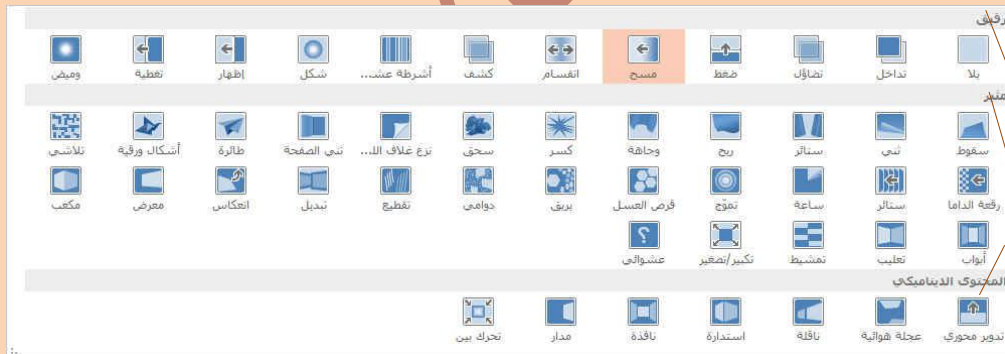 رقيق
بلا تداخل تضاؤل ضغط مسح انقسام كشف أشرطة عشـ... شكل إظهار تغطية وميض
مثير
سقوط ثني ستائر ريح وجاهة كسر سحق نزع غلاف اللـ... ثني الصفحة طائرة أشكال ورقية تلاشي
رقعة الداما ستائر ساعة تموّج قرص العسل بريق دوامي تقطيع تبديل انعكاس معرض مكعب
أبواب تعليب تمشيط تكبير/تصغير عشوائي
المحتوى الديناميكي
تدوير محوري عجلة هوائية ناقلة استدارة نافذة مدار تحرك بين